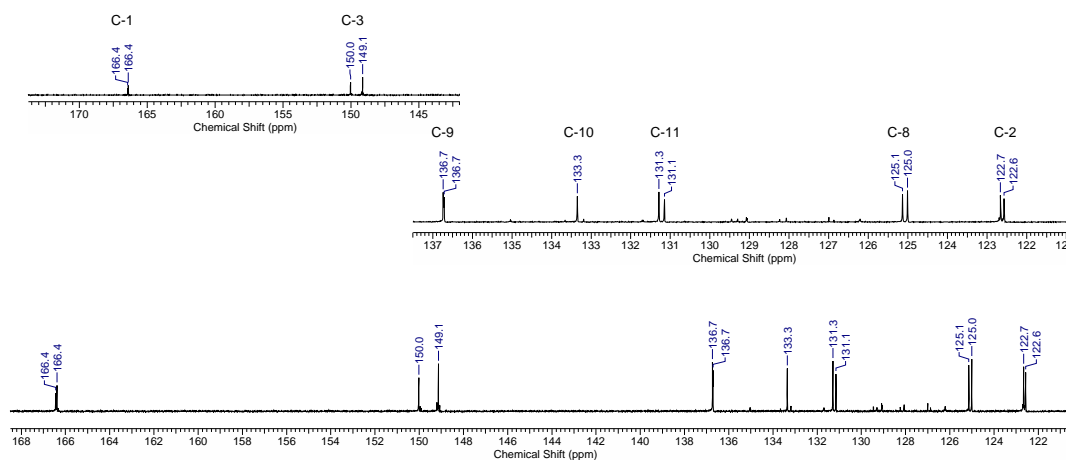 C-1 C-3
166.4 166.4 150.0 149.1
170 165 160 155 150 145
Chemical Shift (ppm)
C-9 C-10 C-11 C-8 C-2
136.7 136.7 133.3 131.3 131.1 125.1 125.0 122.7 122.6
137 136 135 134 133 132 131 130 129 128 127 126 125 124 123 122
Chemical Shift (ppm)
166.4 166.4 150.0 149.1 136.7 136.7 133.3 131.3 131.1 125.1 125.0 122.7 122.6
168 166 164 162 160 158 156 154 152 150 148 146 144 142 140 138 136 134 132 130 128 126 124 122
Chemical Shift (ppm)